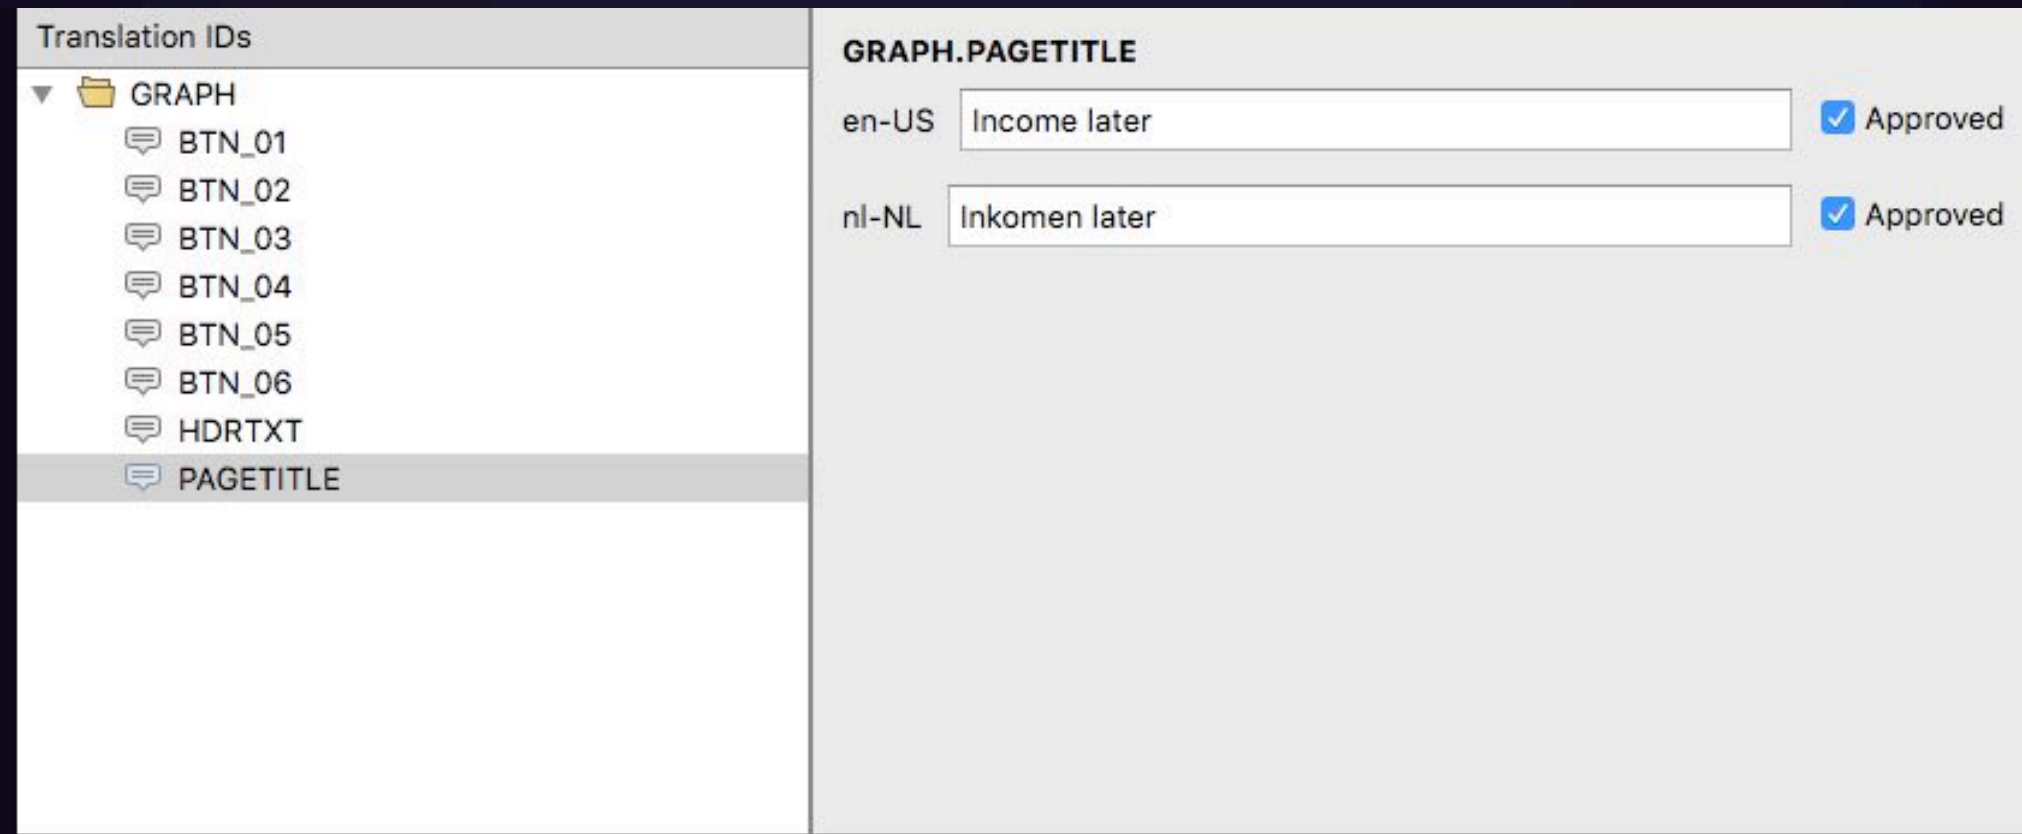 Translation IDs
GRAPH
BTN_01
BTN_02
BTN_03
BTN_04
BTN_05
BTN_06
HDRTXT
PAGETITLE
GRAPH.PAGETITLE
en-US Income later Approved
nl-NL Inkomen later Approved